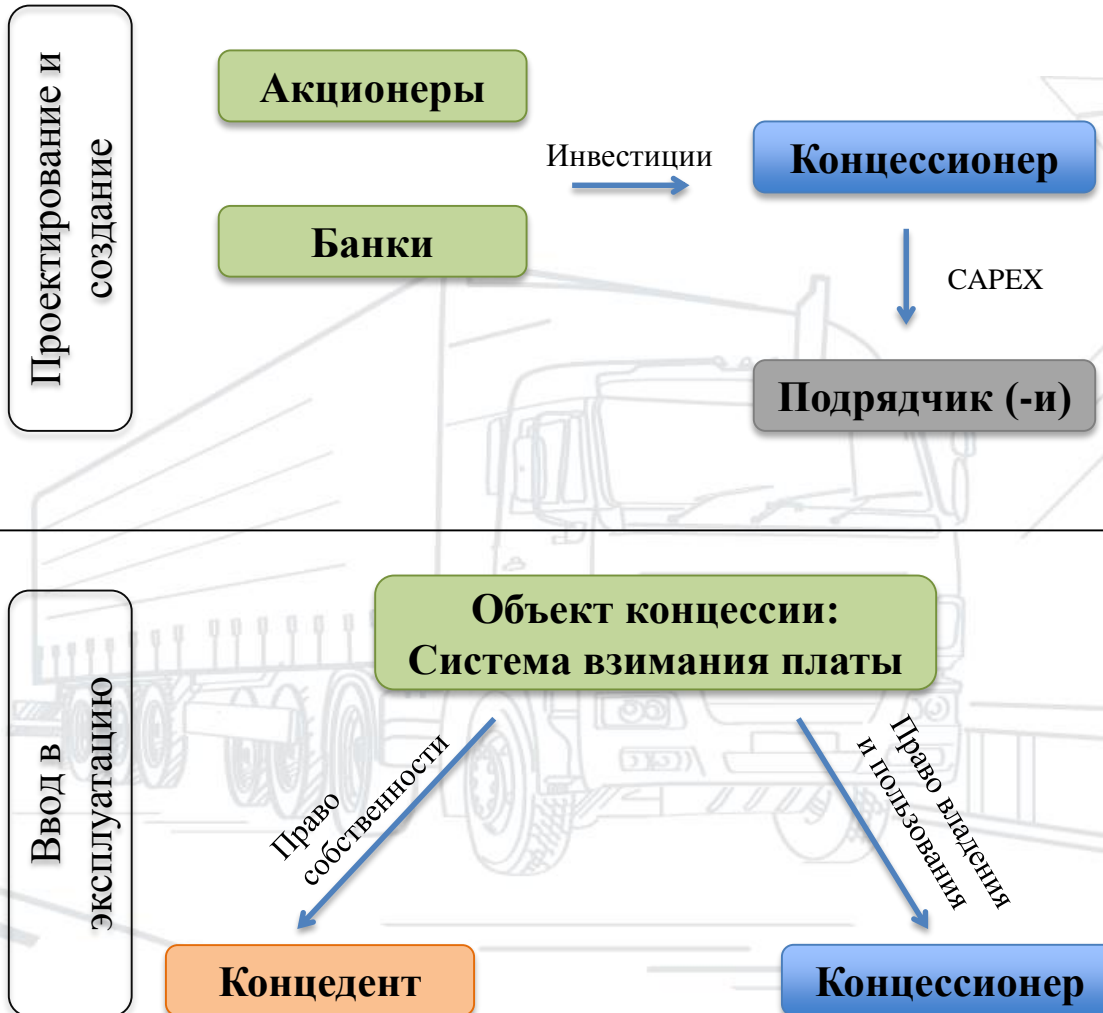 Проектирование и
создание
Акционеры
Инвестиции
Концессионер
Банки
CAPEX
Подрядчик (-и)
Ввод в
эксплуатацию
Объект концессии:
Система взимания платы
Право
собственности
Право владения
и пользования
Концедент
Концессионер